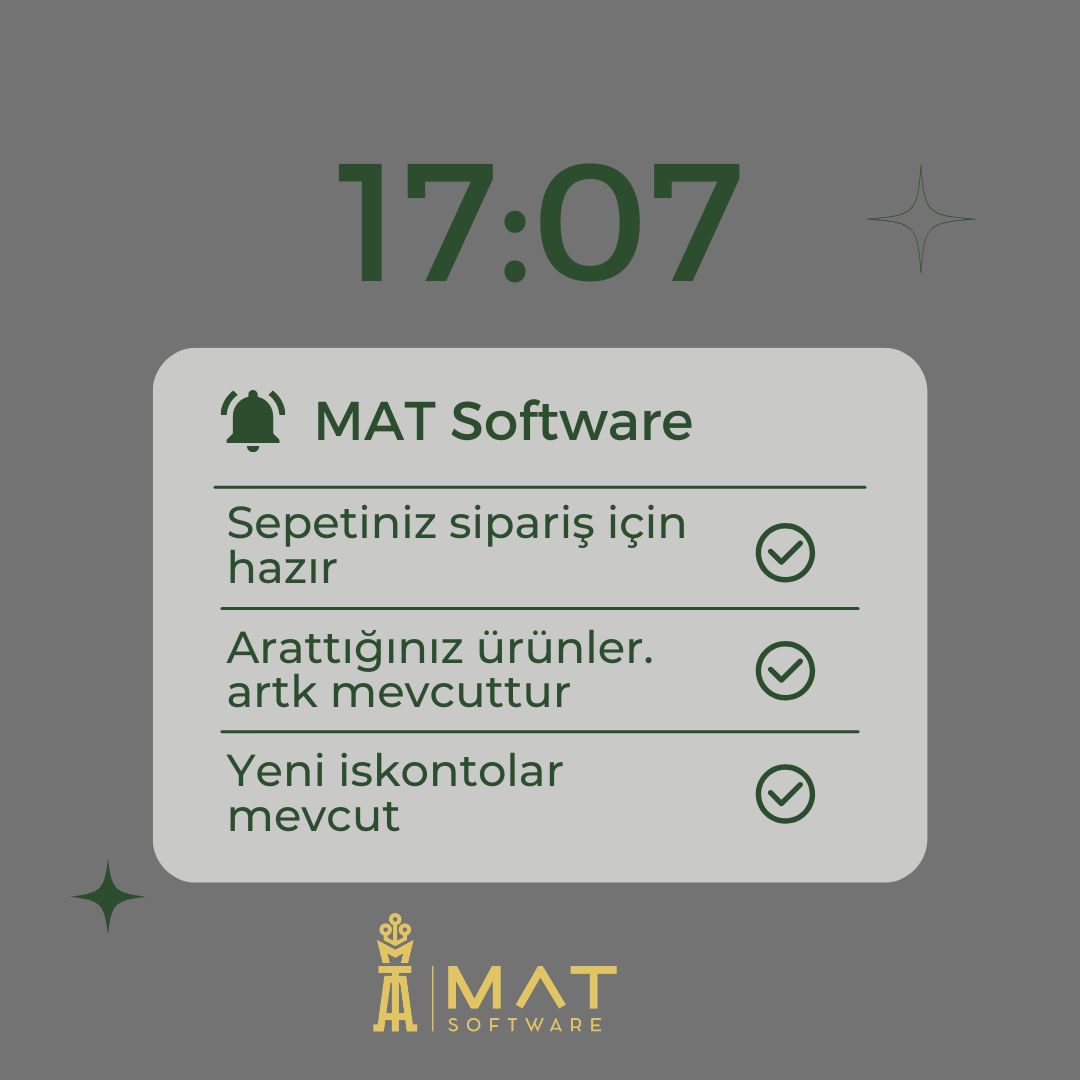 17:07
MAT Software
Sepetiniz sipariş için
hazır
Arattığınız ürünler.
artk mevcuttur
Yeni iskontolar
mevcut
MAT
SOFTWARE